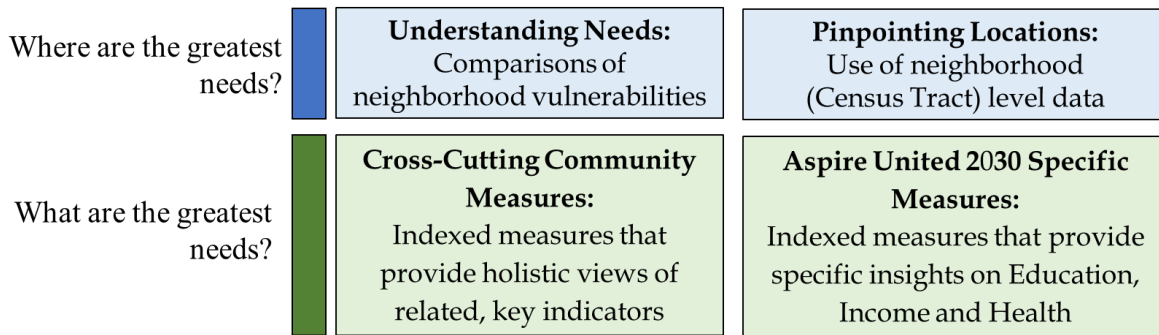 Where are the greatest
needs?
Understanding Needs:
Comparisons of
neighborhood vulnerabilities
Pinpointing Locations:
Use of neighborhood
(Census Tract) level data
What are the greatest
needs?
Cross-Cutting Community
Measures:
Indexed measures that
provide holistic views of
related, key indicators
Aspire United 2030 Specific
Measures:
Indexed measures that provide
specific insights on Education,
Income and Health